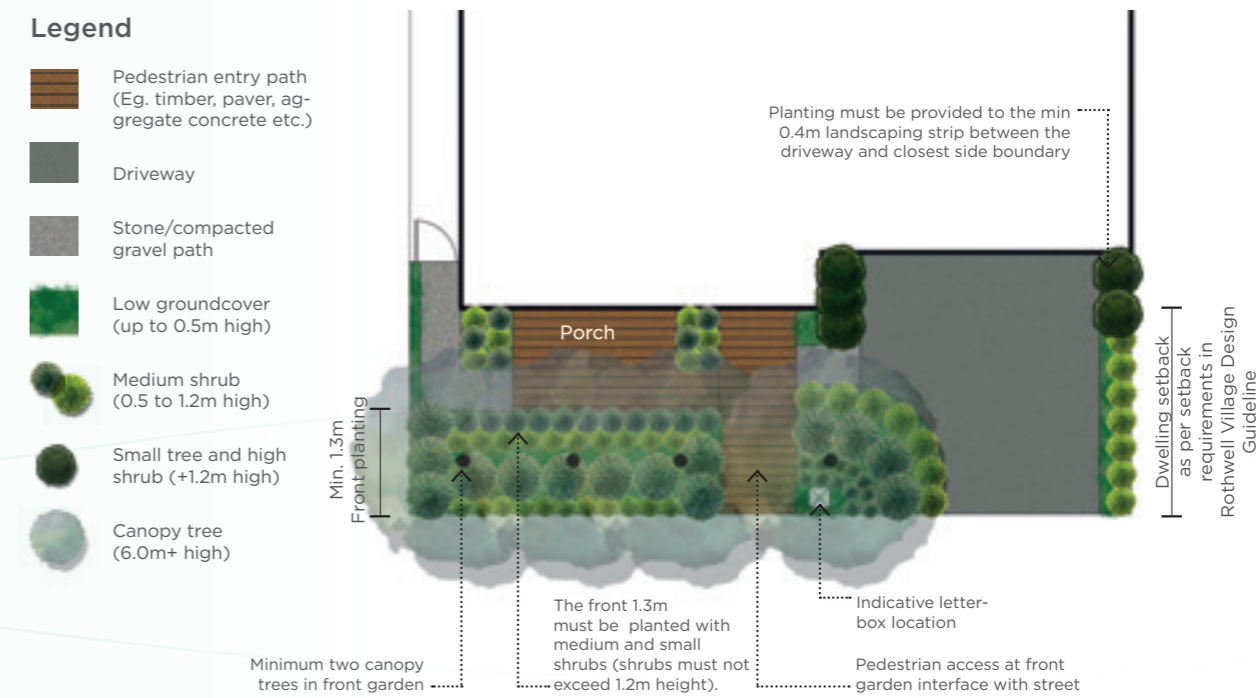 Legend
Pedestrian entry path
(Eg. timber, paver, ag-
gregate concrete etc.)
Driveway
Stone/compacted
gravel path
Low groundcover
(up to 0.5m high)
Medium shrub
(0.5 to 1.2m high)
Small tree and high
shrub (+1.2m high)
Canopy tree
(6.0m+ high)
Planting must be provided to the min
0.4m landscaping strip between the
driveway and closest side boundary
Porch
Min. 1.3m
Front planting
Dwelling setback
as per setback
requirements in
Rothwell Village Design
Guideline
Minimum two canopy
trees in front garden
The front 1.3m
must be planted with
medium and small
shrubs (shrubs must not
exceed 1.2m height).
Indicative letter-
box location
Pedestrian access at front
garden interface with street